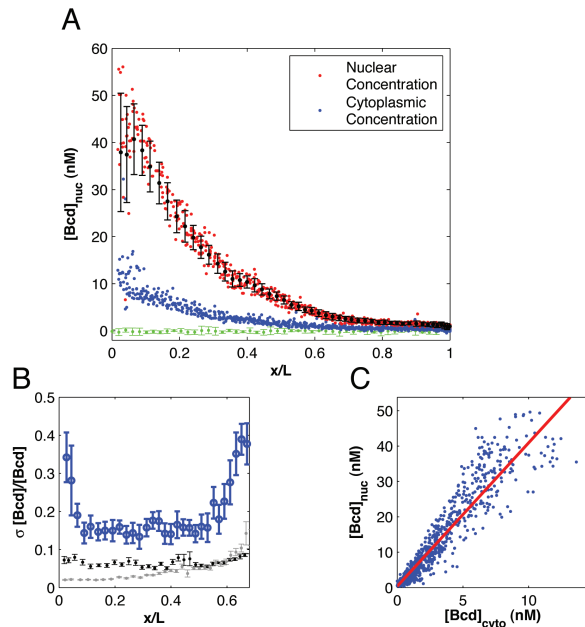 A
60
50
40
30
20
10
0
[Bcd]nuc (nM)
Nuclear
Concentration
Cytoplasmic
Concentration
0 0.2 0.4 0.6 0.8 1
x/L
B
0.5
0.4
0.3
0.2
0.1
0
σ [Bcd]/[Bcd]
0 0.2 0.4 0.6
x/L
C
50
40
30
20
10
0
[Bcd]nuc (nM)
0 5 10
[Bcd]cyto (nM)